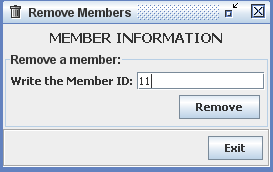 Remove Members
MEMBER INFORMATION
Remove a member:
Write the Member ID: 11
Remove
Exit